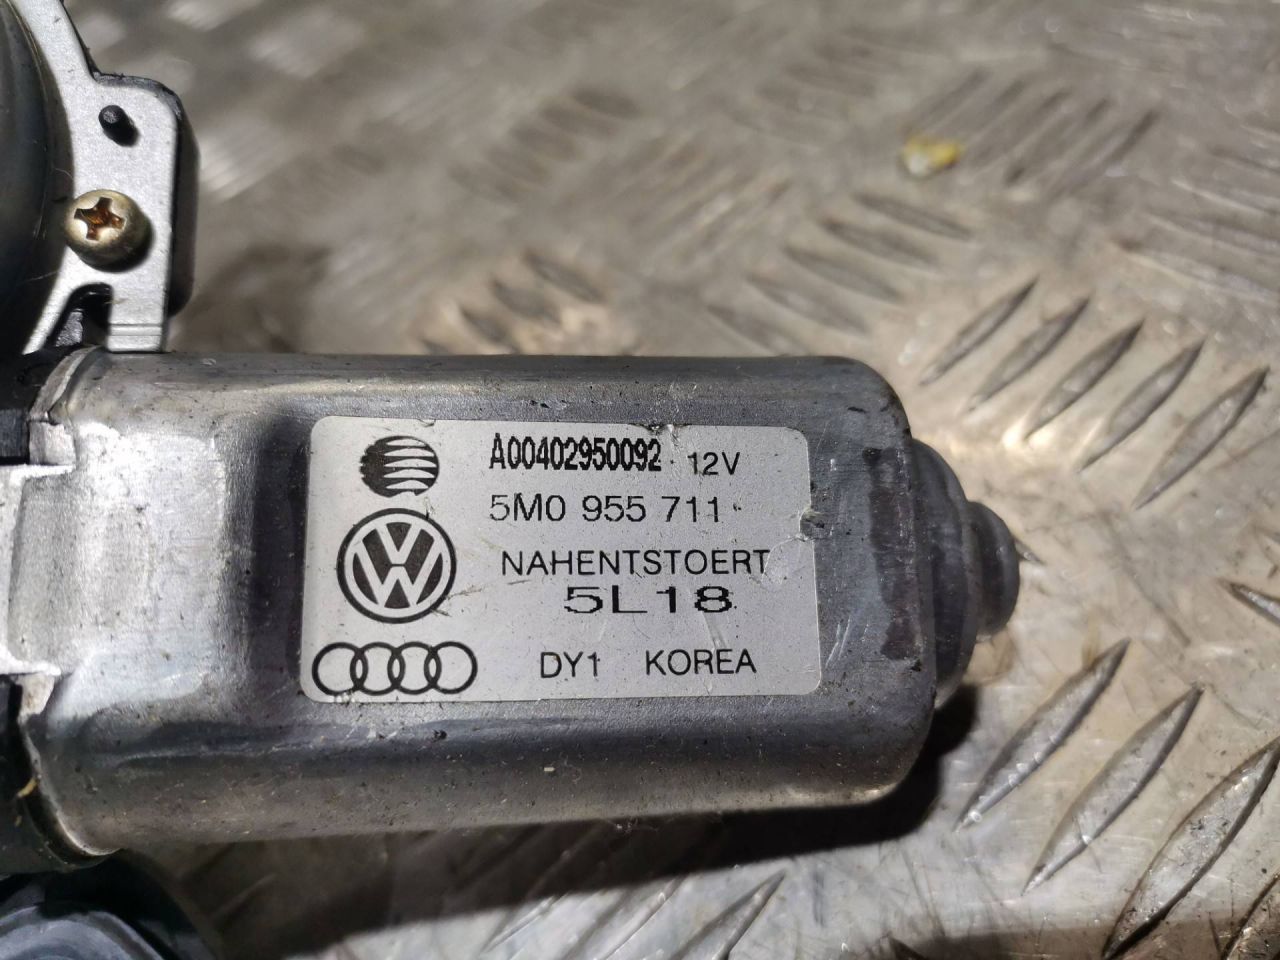 A00402950092 12V
5M0 955 711
NAHENTSTOERT
5L18
DY1 KOREA